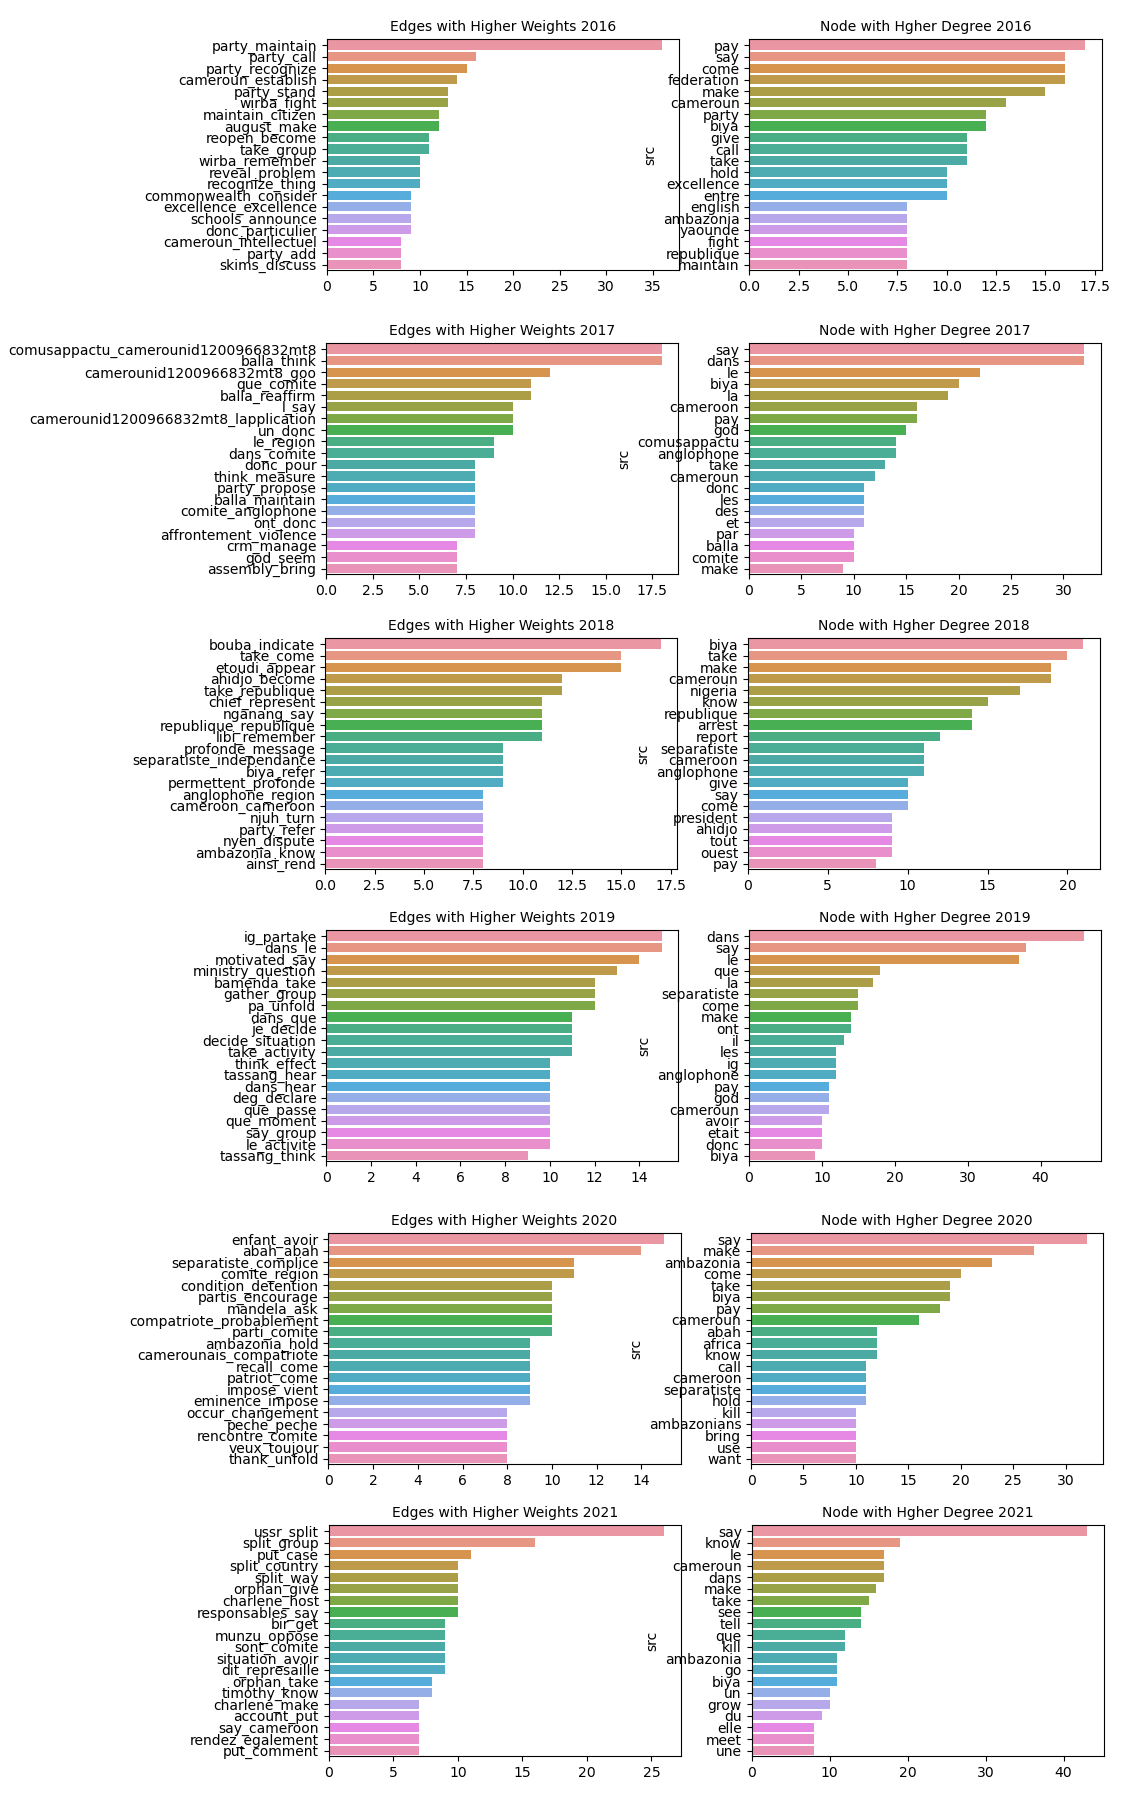 Edges with Higher Weights 2016
party_maintain
party_call
party_recognize
cameroun_establish
party_stand
wirba_fight
maintain_citizen
august_make
reopen_become
take_group
wirba_remember
reveal_problem
recognize_thing
commonwealth_consider
excellence_excellence
schools_announce
donc_particulier
cameroun_intellectuel
party_add
skims_discuss
0 5 10 15 20 25 30 35
Node with Hgher Degree 2016
src
pay
say
come
federation
make
cameroun
party
biya
give
call
take
hold
excellence
entre
english
ambazonia
yaounde
fight
republique
maintain
0.0 2.5 5.0 7.5 10.0 12.5 15.0 17.5
Edges with Higher Weights 2017
comusappactu_camerounid1200966832mt8
balla_think
camerounid1200966832mt8_goo
que_comite
balla_reaffirm
l_say
camerounid1200966832mt8_lapplication
un_donc
le_region
dans_comite
donc_pour
think_measure
party_propose
balla_maintain
comite_anglophone
ont_donc
affrontement_violence
crm_manage
god_seem
assembly_bring
0.0 2.5 5.0 7.5 10.0 12.5 15.0 17.5
Node with Hgher Degree 2017
src
say
dans
le
biya
la
cameroon
pay
god
comusappactu
anglophone
take
cameroun
donc
les
des
et
par
balla
comite
make
0 5 10 15 20 25 30
Edges with Higher Weights 2018
bouba_indicate
take_come
etoudi_appear
ahidjo_become
take_republique
chief_represent
nganang_say
republique_republique
libi_remember
profonde_message
separatiste_independance
biya_refer
permettent_profonde
anglophone_region
cameroon_cameroon
njuh_turn
party_refer
nyen_dispute
ambazonia_know
ainsi_rend
0.0 2.5 5.0 7.5 10.0 12.5 15.0 17.5
Node with Hgher Degree 2018
src
biya
take
make
cameroun
nigeria
know
republique
arrest
report
separatiste
cameroon
anglophone
give
say
come
president
ahidjo
tout
ouest
pay
0 5 10 15 20
Edges with Higher Weights 2019
ig_partake
dans_le
motivated_say
ministry_question
bamenda_take
gather_group
pa_unfold
dans_que
je_decide
decide_situation
take_activity
think_effect
tassang_hear
dans_hear
deg_declare
que_passe
que_moment
say_group
le_activite
tassang_think
0 2 4 6 8 10 12 14
Node with Hgher Degree 2019
src
dans
say
le
que
la
separatiste
come
make
ont
il
les
ig
anglophone
pay
god
cameroun
avoir
etait
donc
biya
0 10 20 30 40
Edges with Higher Weights 2020
enfant_avoir
abah_abah
separatiste_complice
comite_region
condition_detention
partis_encourage
mandela_ask
compatriote_probablement
parti_comite
ambazonia_hold
camerounais_compatriote
recall_come
patriot_come
impose_vient
eminence_impose
occur_changement
peche_peche
rencontre_comite
veux_toujour
thank_unfold
0 2 4 6 8 10 12 14
Node with Hgher Degree 2020
src
say
make
ambazonia
come
take
biya
pay
cameroun
abah
africa
know
call
cameroon
separatiste
hold
kill
ambazonians
bring
use
want
0 5 10 15 20 25 30
Edges with Higher Weights 2021
ussr_split
split_group
put_case
split_country
split_way
orphan_give
charlene_host
responsables_say
bir_get
munzu_oppose
sont_comite
situation_avoir
dit_represaille
orphan_take
timothy_know
charlene_make
account_put
say_cameroon
rendez_egalement
put_comment
0 5 10 15 20 25
Node with Hgher Degree 2021
src
say
know
le
cameroun
dans
make
take
see
tell
que
kill
ambazonia
go
biya
un
grow
du
elle
meet
une
0 10 20 30 40